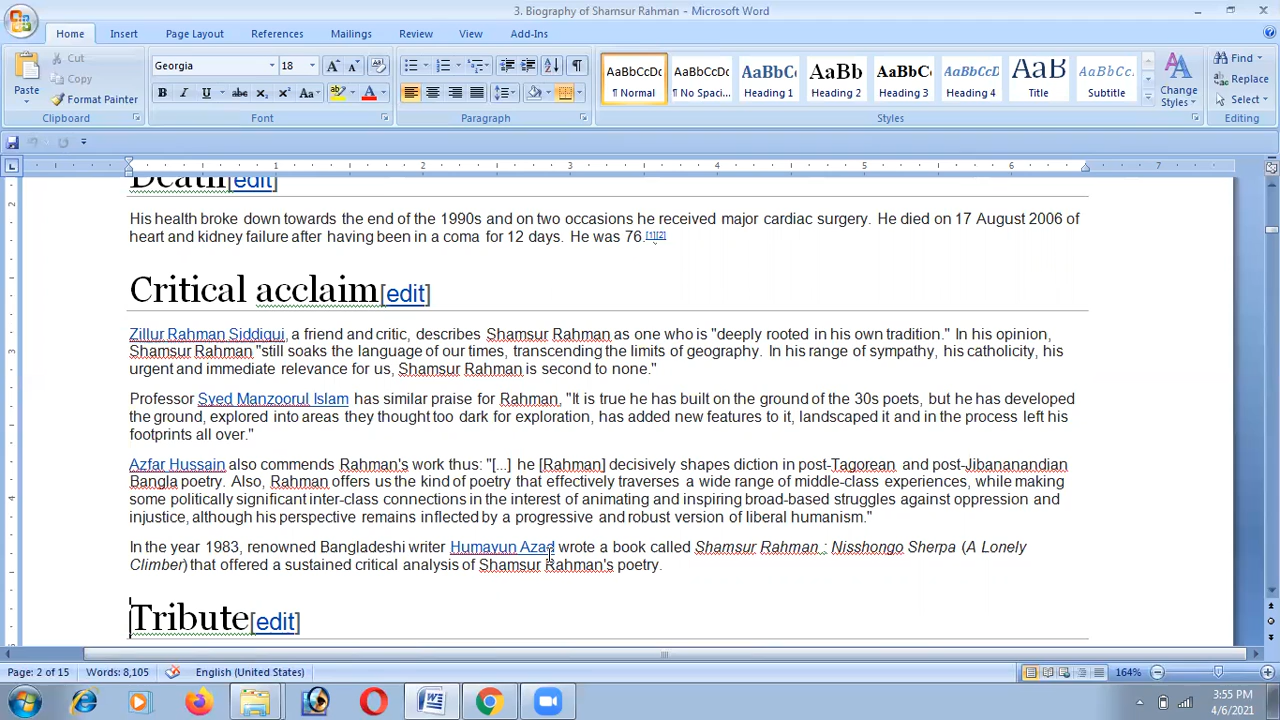 3. Biography of Shamsur Rahman - Microsoft Word
Home Insert Page Layout References Mailings Review View Add-Ins
Paste Cut Copy Format Painter Clipboard
Georgia 18 Font
Paragraph
AaBbCcDc AaBbCcDc AaBbC AaBb AaBbC AaBbCcD AaB AaBbCc.
¶ Normal ¶ No Spaci... Heading 1 Heading 2 Heading 3 Heading 4 Title Subtitle
Change Styles Styles
Find Replace Select Editing
1 2 3 4 5 6 7
Death[edit]
His health broke down towards the end of the 1990s and on two occasions he received major cardiac surgery. He died on 17 August 2006 of
heart and kidney failure after having been in a coma for 12 days. He was 76.[1][2]
Critical acclaim[edit]
Zillur Rahman Siddiqui, a friend and critic, describes Shamsur Rahman as one who is "deeply rooted in his own tradition." In his opinion,
Shamsur Rahman "still soaks the language of our times, transcending the limits of geography. In his range of sympathy, his catholicity, his
urgent and immediate relevance for us, Shamsur Rahman is second to none."
Professor Syed Manzoorul Islam has similar praise for Rahman, "It is true he has built on the ground of the 30s poets, but he has developed
the ground, explored into areas they thought too dark for exploration, has added new features to it, landscaped it and in the process left his
footprints all over."
Azfar Hussain also commends Rahman's work thus: "[...] he [Rahman] decisively shapes diction in post-Tagorean and post-Jibananandian
Bangla poetry. Also, Rahman offers us the kind of poetry that effectively traverses a wide range of middle-class experiences, while making
some politically significant inter-class connections in the interest of animating and inspiring broad-based struggles against oppression and
injustice, although his perspective remains inflected by a progressive and robust version of liberal humanism."
In the year 1983, renowned Bangladeshi writer Humayun Azad wrote a book called Shamsur Rahman : Nisshongo Sherpa (A Lonely
Climber) that offered a sustained critical analysis of Shamsur Rahman's poetry.
Tribute[edit]
Page: 2 of 15 Words: 8,105 English (United States) 164%
3:55 PM
4/6/2021